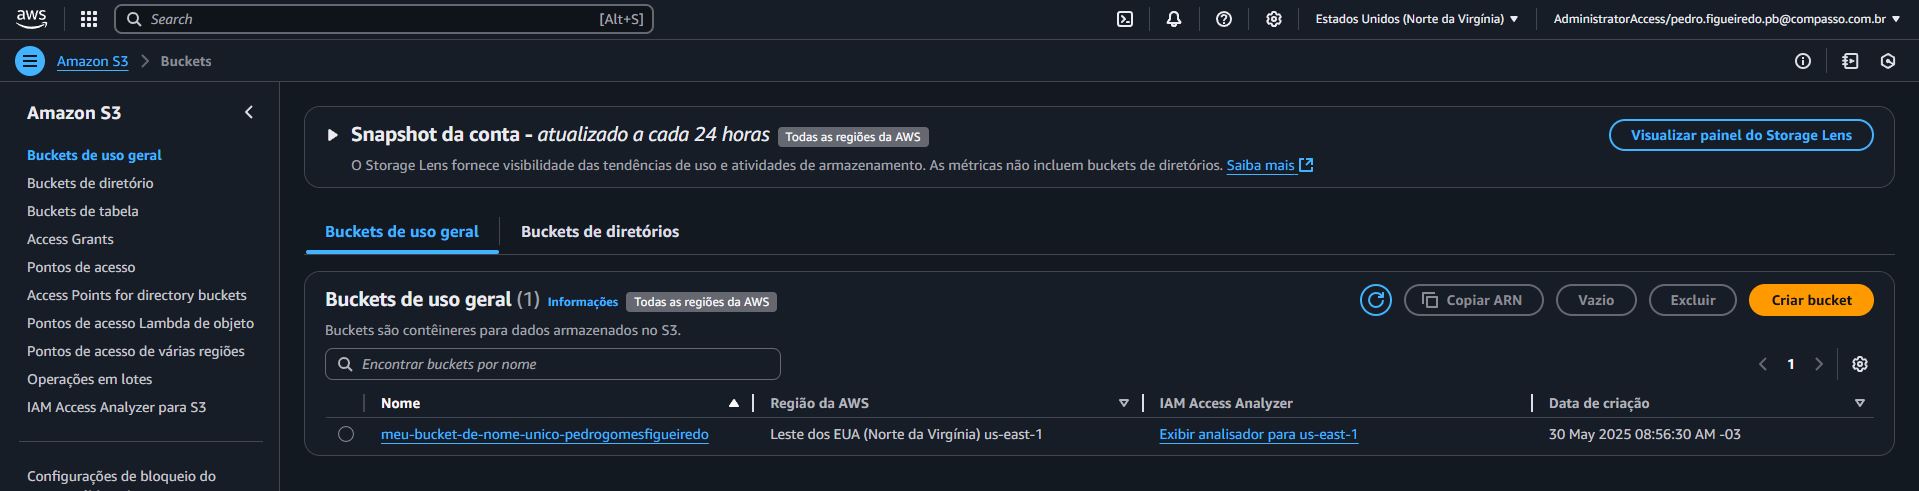 aws
Search [Alt+S] Estados Unidos (Norte da Virgínia) AdministratorAccess/pedro.figueiredo.pb@compasso.com.br
Amazon S3 Buckets
Amazon S3
Buckets de uso geral
Buckets de diretório
Buckets de tabela
Access Grants
Pontos de acesso
Access Points for directory buckets
Pontos de acesso Lambda de objeto
Pontos de acesso de várias regiões
Operações em lotes
IAM Access Analyzer para S3
Configurações de bloqueio do
Snapshot da conta - atualizado a cada 24 horas Todas as regiões da AWS
Visualizar painel do Storage Lens
O Storage Lens fornece visibilidade das tendências de uso e atividades de armazenamento. As métricas não incluem buckets de diretórios. Saiba mais
Buckets de uso geral Buckets de diretórios
Buckets de uso geral (1) Informações Todas as regiões da AWS
Copiar ARN Vazio Excluir Criar bucket
Buckets são contêineres para dados armazenados no S3.
Encontrar buckets por nome
1
Nome Região da AWS IAM Access Analyzer Data de criação
meu-bucket-de-nome-unico-pedrogomesfigueiredo Leste dos EUA (Norte da Virgínia) us-east-1 Exibir analisador para us-east-1 30 May 2025 08:56:30 AM -03